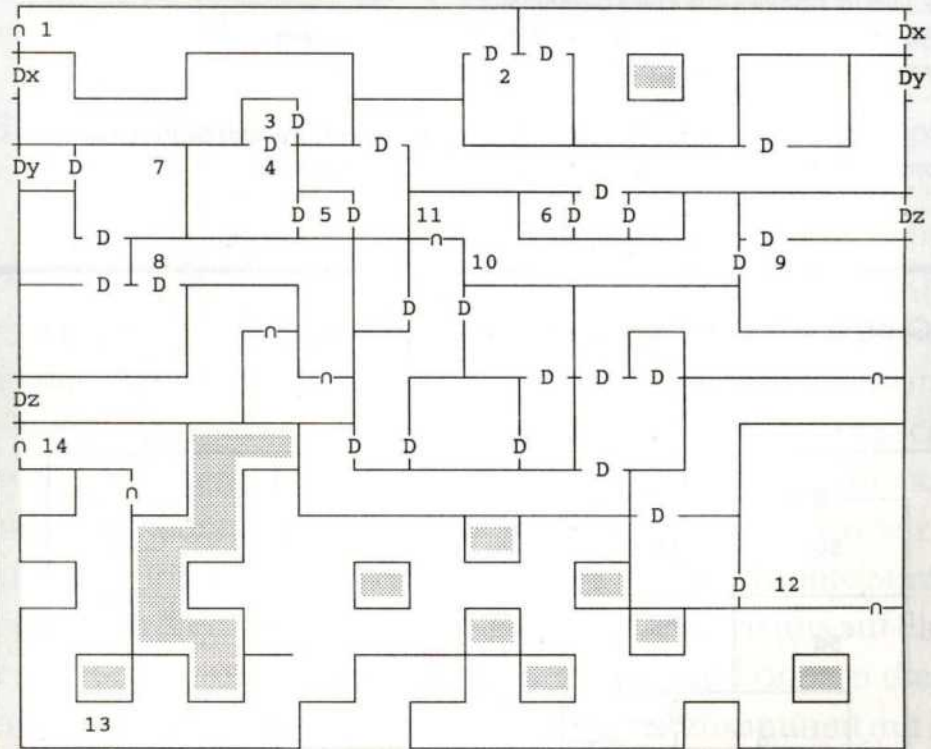 ∩ 1 Dx
D D
Dx 2 Dy
3 D
D D D
Dy D 7 4
D
D 5 D 11 6 D D Dz
D ∩ D
8 10 D 9
D D
D D
∩
∩ D D D ∩
Dz
∩ 14 D D D
D
∩
D
D 12
∩
13